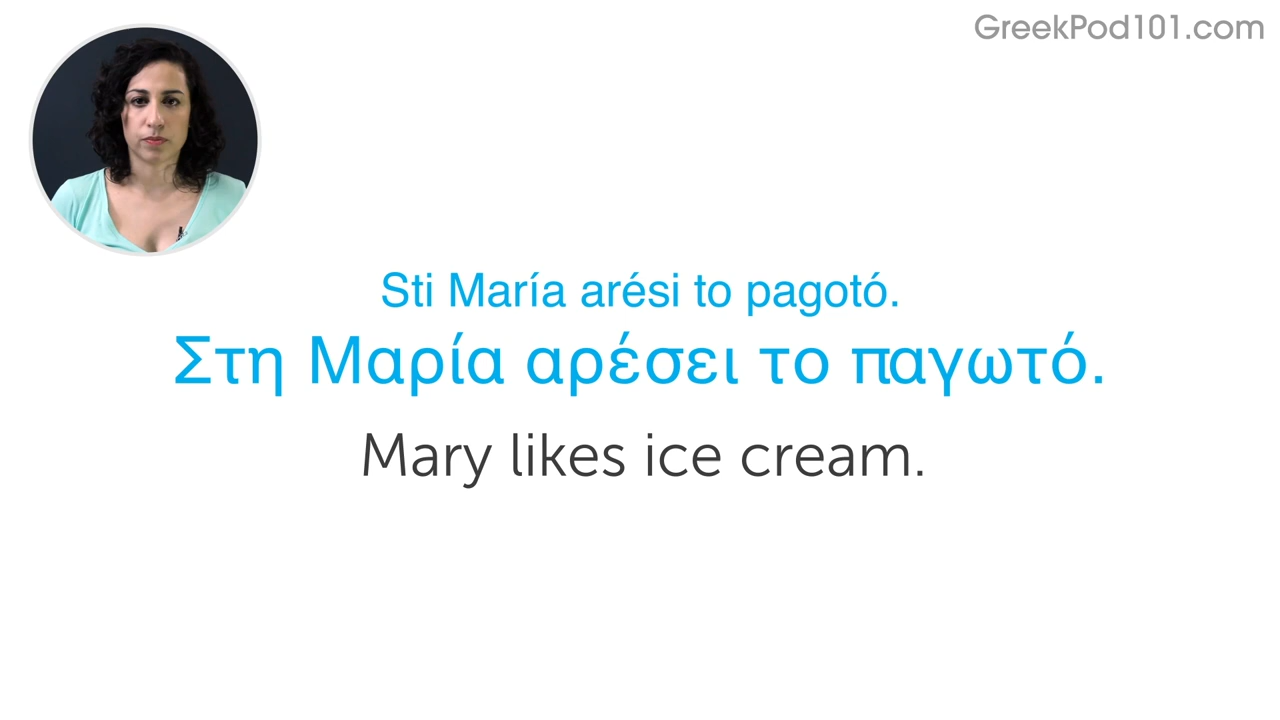 GreekPod101.com
Sti María arési to pagotó.
Στη Μαρία αρέσει το παγωτό.
Mary likes ice cream.